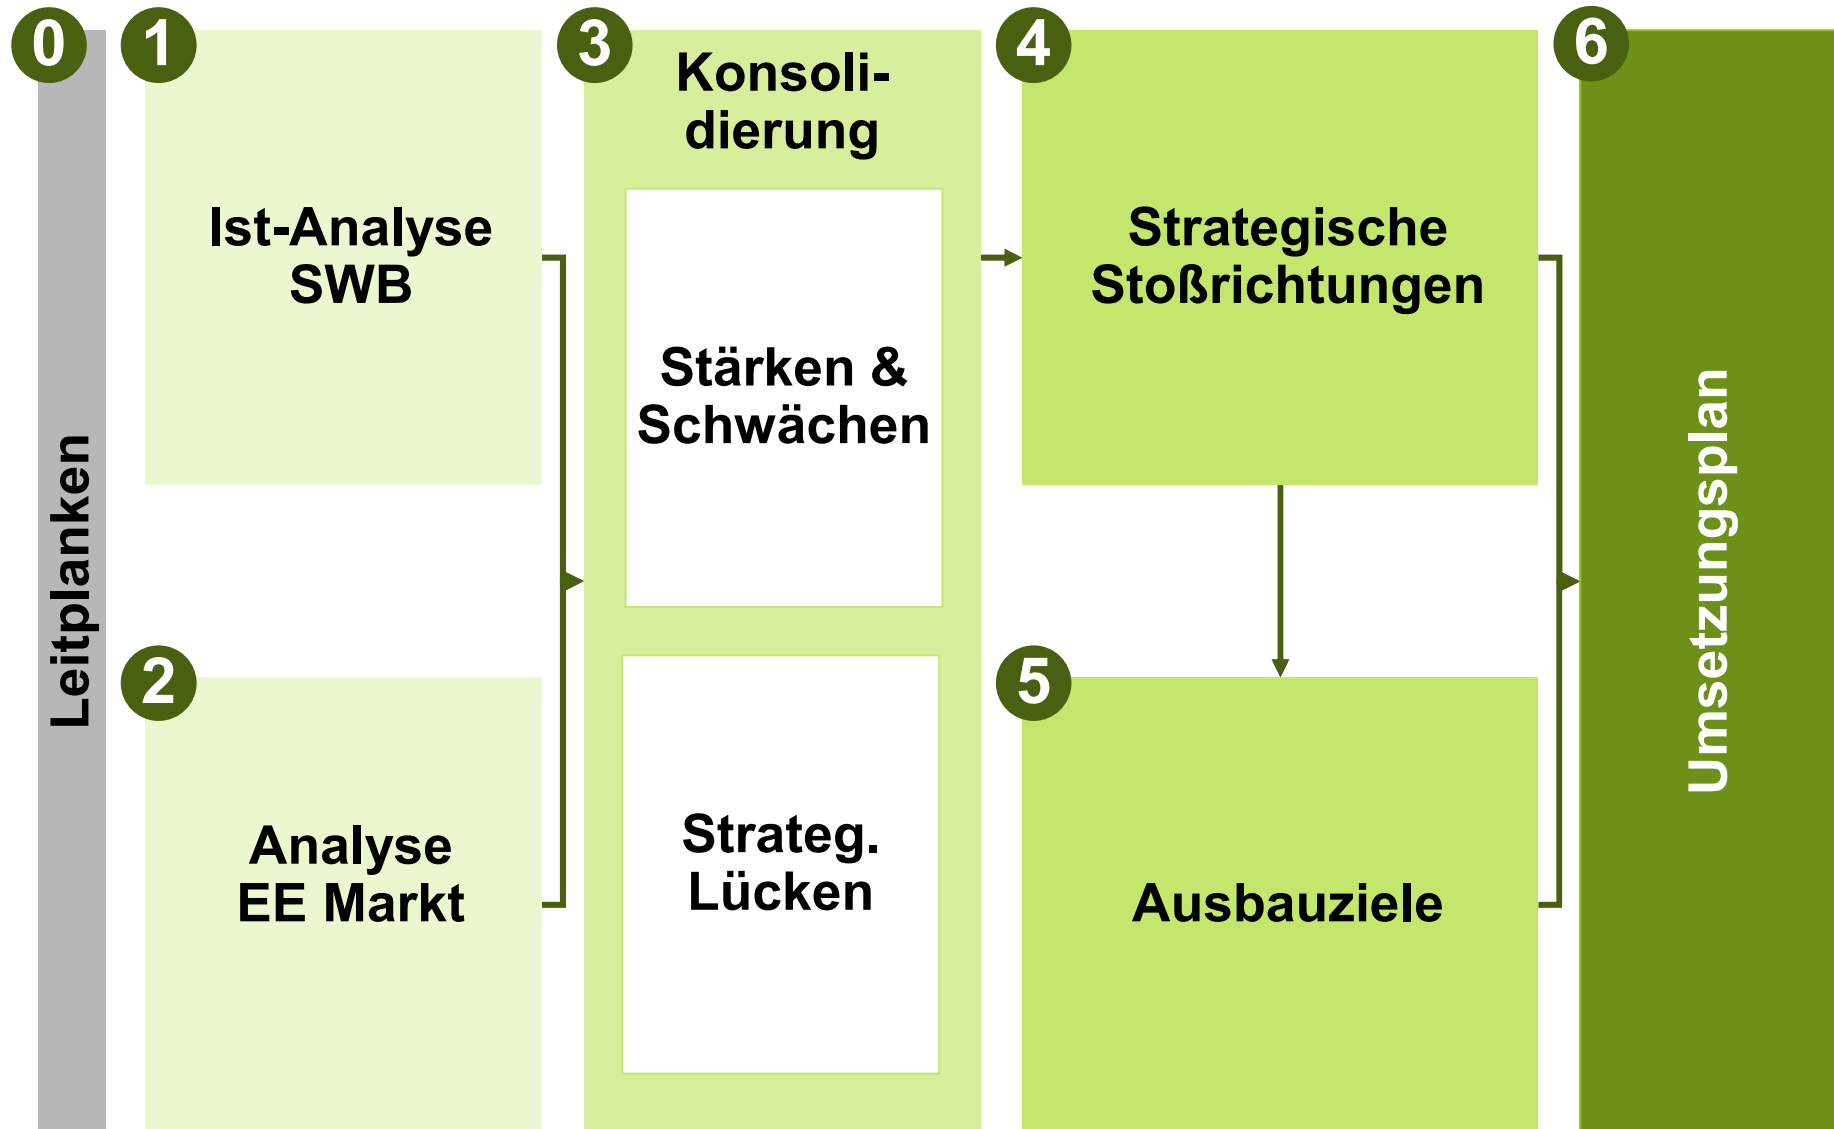 0
Leitplanken
1
Ist-Analyse
SWB
2
Analyse
EE Markt
3
Konsoli-
dierung
Stärken &
Schwächen
Strateg.
Lücken
4
Strategische
Stoßrichtungen
5
Ausbauziele
6
Umsetzungsplan